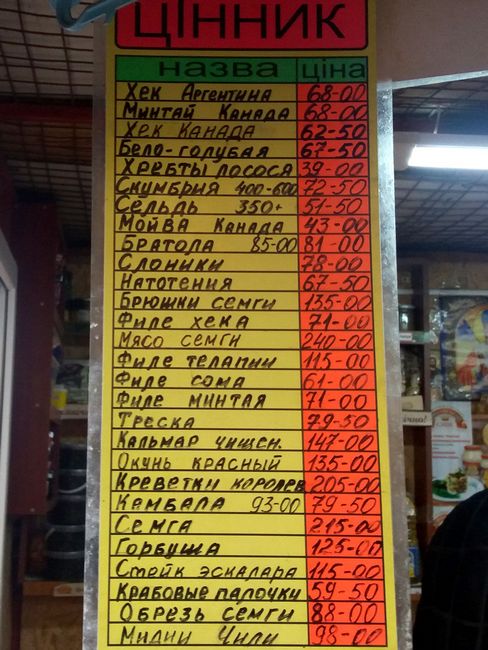 ЦІННИК
назва ціна
Хек Аргентина 68-00
Минтай Канада 68-00
Хек Канада 62-50
Бело-голубая 67-50
Хребты лосося 39-00
Скумбрия 400-600 72-50
Сельдь 350+ 51-50
Мойва Канада 43-00
Братола 85-00 81-00
Слоники 78-00
Натотения 67-50
Брюшки семги 135-00
Филе хека 71-00
Мясо семги 240-00
Филе телапии 115-00
Филе сома 61-00
Филе минтая 71-00
Треска 79-50
Кальмар чищен. 147-00
Окунь красный 135-00
Креветки королев 205-00
Камбала 93-00 79-50
Семга 215-00
Горбуша 125-00
Стейк эскалара 115-00
Крабовые палочки 59-50
Обрезь семги 88-00
Мидии Чили 98-00